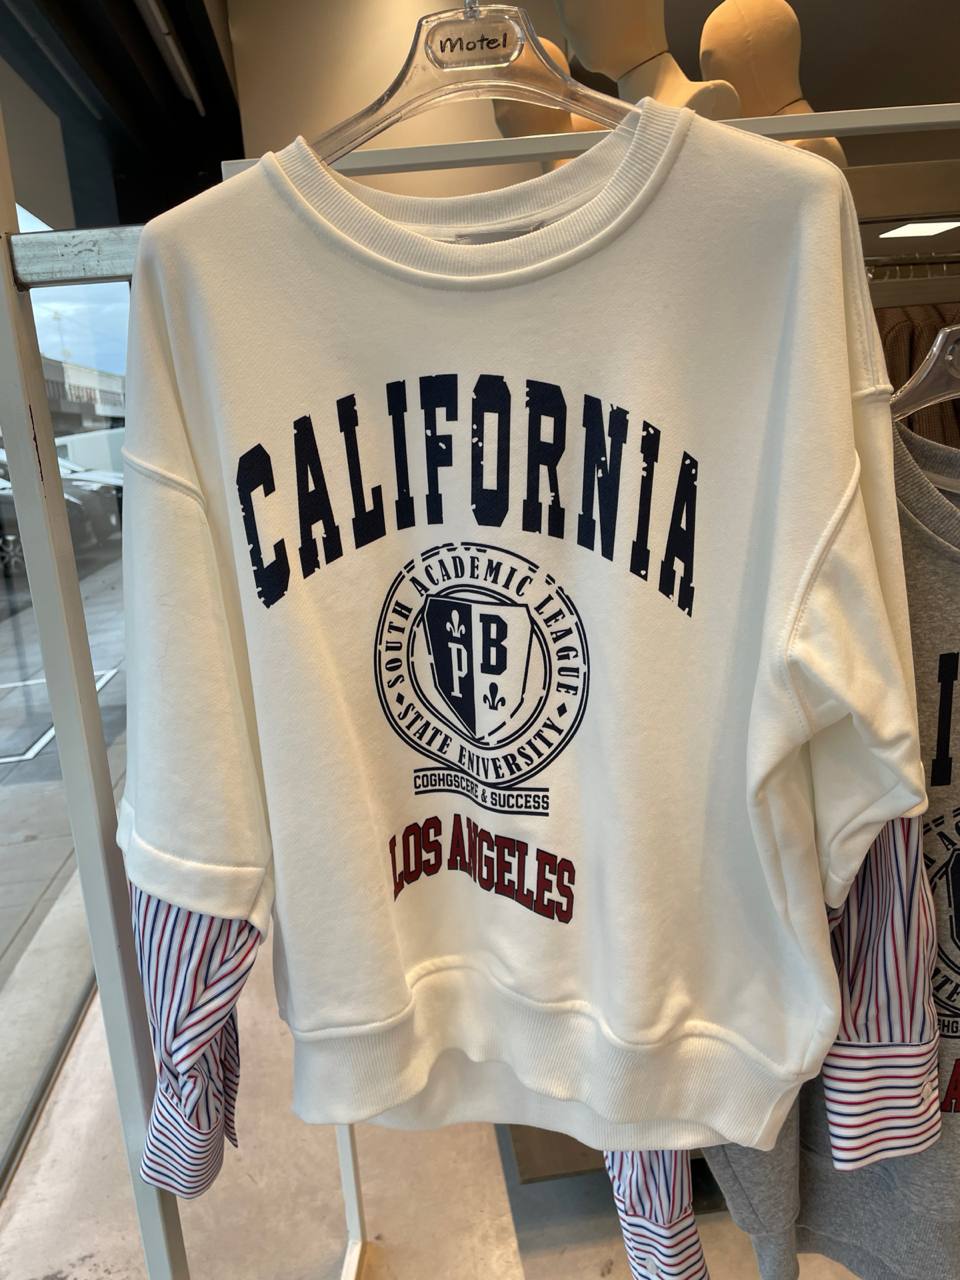 Motel
CALIFORNIA
SOUTH ACADEMIC LEAGUE
P B
STATE ENIVERSITY
COGHGSCERE & SUCCESS
LOS ANGELES